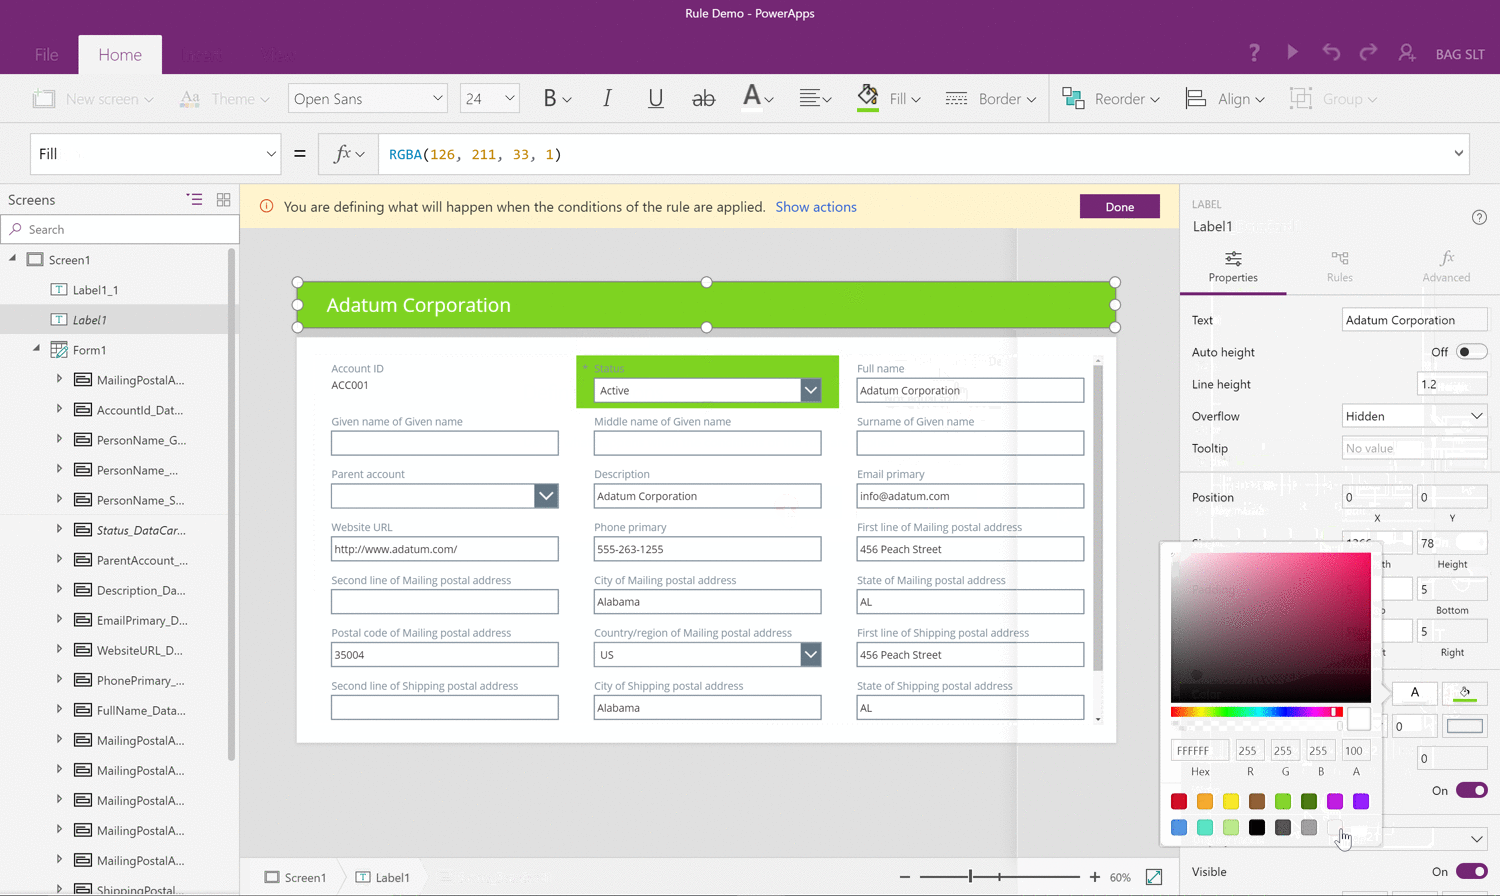 Rule Demo - PowerApps
File Home
BAG SLT
New screen Theme Open Sans 24 B I U ab A Fill Border Reorder Align Group
Fill = fx RGBA(126, 211, 33, 1)
Screens
Search
Screen1
Label1_1
Label1
Form1
MailingPostalA...
AccountId_Dat...
PersonName_G...
PersonName_...
PersonName_S...
Status_DataCar...
ParentAccount_...
Description_Da...
EmailPrimary_D...
WebsiteURL_D...
PhonePrimary_...
FullName_Data...
MailingPostalA...
MailingPostalA...
MailingPostalA...
MailingPostalA...
MailingPostalA...
ShippingPostal...
You are defining what will happen when the conditions of the rule are applied. Show actions Done
Adatum Corporation
Account ID * Status Full name
ACC001 Active Adatum Corporation
Given name of Given name Middle name of Given name Surname of Given name
Parent account Description Email primary
Adatum Corporation info@adatum.com
Website URL Phone primary First line of Mailing postal address
http://www.adatum.com/ 555-263-1255 456 Peach Street
Second line of Mailing postal address City of Mailing postal address State of Mailing postal address
Alabama AL
Postal code of Mailing postal address Country/region of Mailing postal address First line of Shipping postal address
35004 US 456 Peach Street
Second line of Shipping postal address City of Shipping postal address State of Shipping postal address
Alabama AL
Screen1 Label1
60%
LABEL
Label1
Properties Rules Advanced
Text Adatum Corporation
Auto height Off
Line height 1.2
Overflow Hidden
Tooltip No value
Position 0 0
X Y
78
Height
5
Bottom
5
Right
Color A
0
FFFFFF 255 255 255 100
Hex R G B A
0
On
Visible On